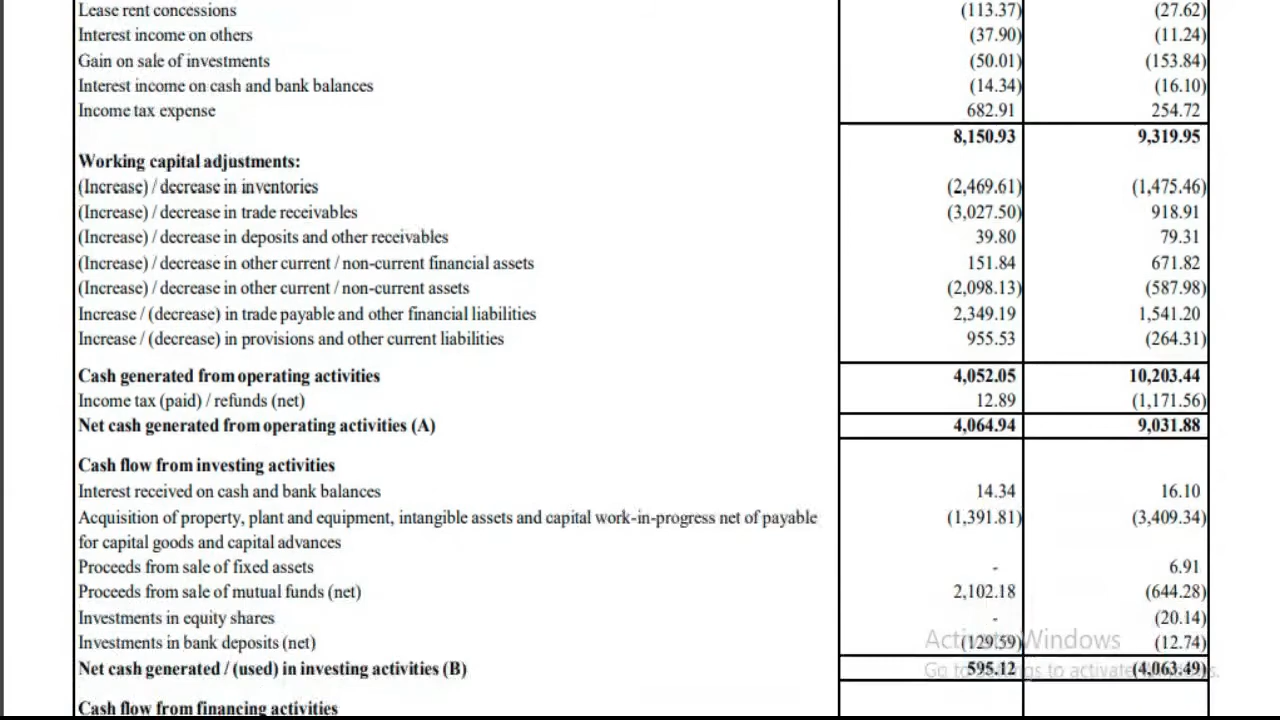 Lease rent concessions (113.37) (27.62)
Interest income on others (37.90) (11.24)
Gain on sale of investments (50.01) (153.84)
Interest income on cash and bank balances (14.34) (16.10)
Income tax expense 682.91 254.72
8,150.93 9,319.95
Working capital adjustments:
(Increase) / decrease in inventories (2,469.61) (1,475.46)
(Increase) / decrease in trade receivables (3,027.50) 918.91
(Increase) / decrease in deposits and other receivables 39.80 79.31
(Increase) / decrease in other current / non-current financial assets 151.84 671.82
(Increase) / decrease in other current / non-current assets (2,098.13) (587.98)
Increase / (decrease) in trade payable and other financial liabilities 2,349.19 1,541.20
Increase / (decrease) in provisions and other current liabilities 955.53 (264.31)
Cash generated from operating activities 4,052.05 10,203.44
Income tax (paid) / refunds (net) 12.89 (1,171.56)
Net cash generated from operating activities (A) 4,064.94 9,031.88
Cash flow from investing activities
Interest received on cash and bank balances 14.34 16.10
Acquisition of property, plant and equipment, intangible assets and capital work-in-progress net of payable (1,391.81) (3,409.34)
for capital goods and capital advances
Proceeds from sale of fixed assets - 6.91
Proceeds from sale of mutual funds (net) 2,102.18 (644.28)
Investments in equity shares - (20.14)
Investments in bank deposits (net) (129.59) (12.74)
Activate Windows
Net cash generated / (used) in investing activities (B) 595.12 (4,063.49)
Go to Settings to activate Windows.
Cash flow from financing activities